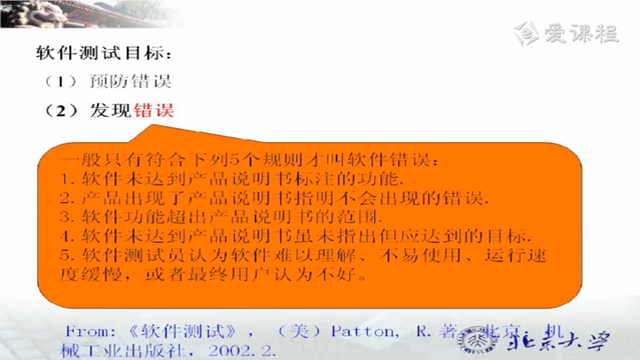 爱课程
软件测试目标：
（1） 预防错误
（2） 发现错误
一般只有符合下列5个规则才叫软件错误：
1. 软件未达到产品说明书标注的功能.
2. 产品出现了产品说明书指明不会出现的错误.
3. 软件功能超出产品说明书的范围.
4. 软件未达到产品说明书虽未指出但应达到的目标.
5. 软件测试员认为软件难以理解、不易使用、运行速
度缓慢，或者最终用户认为不好。
From:《软件测试》，（美）Patton, R.著，北京，机
械工业出版社，2002.2.
北京大学